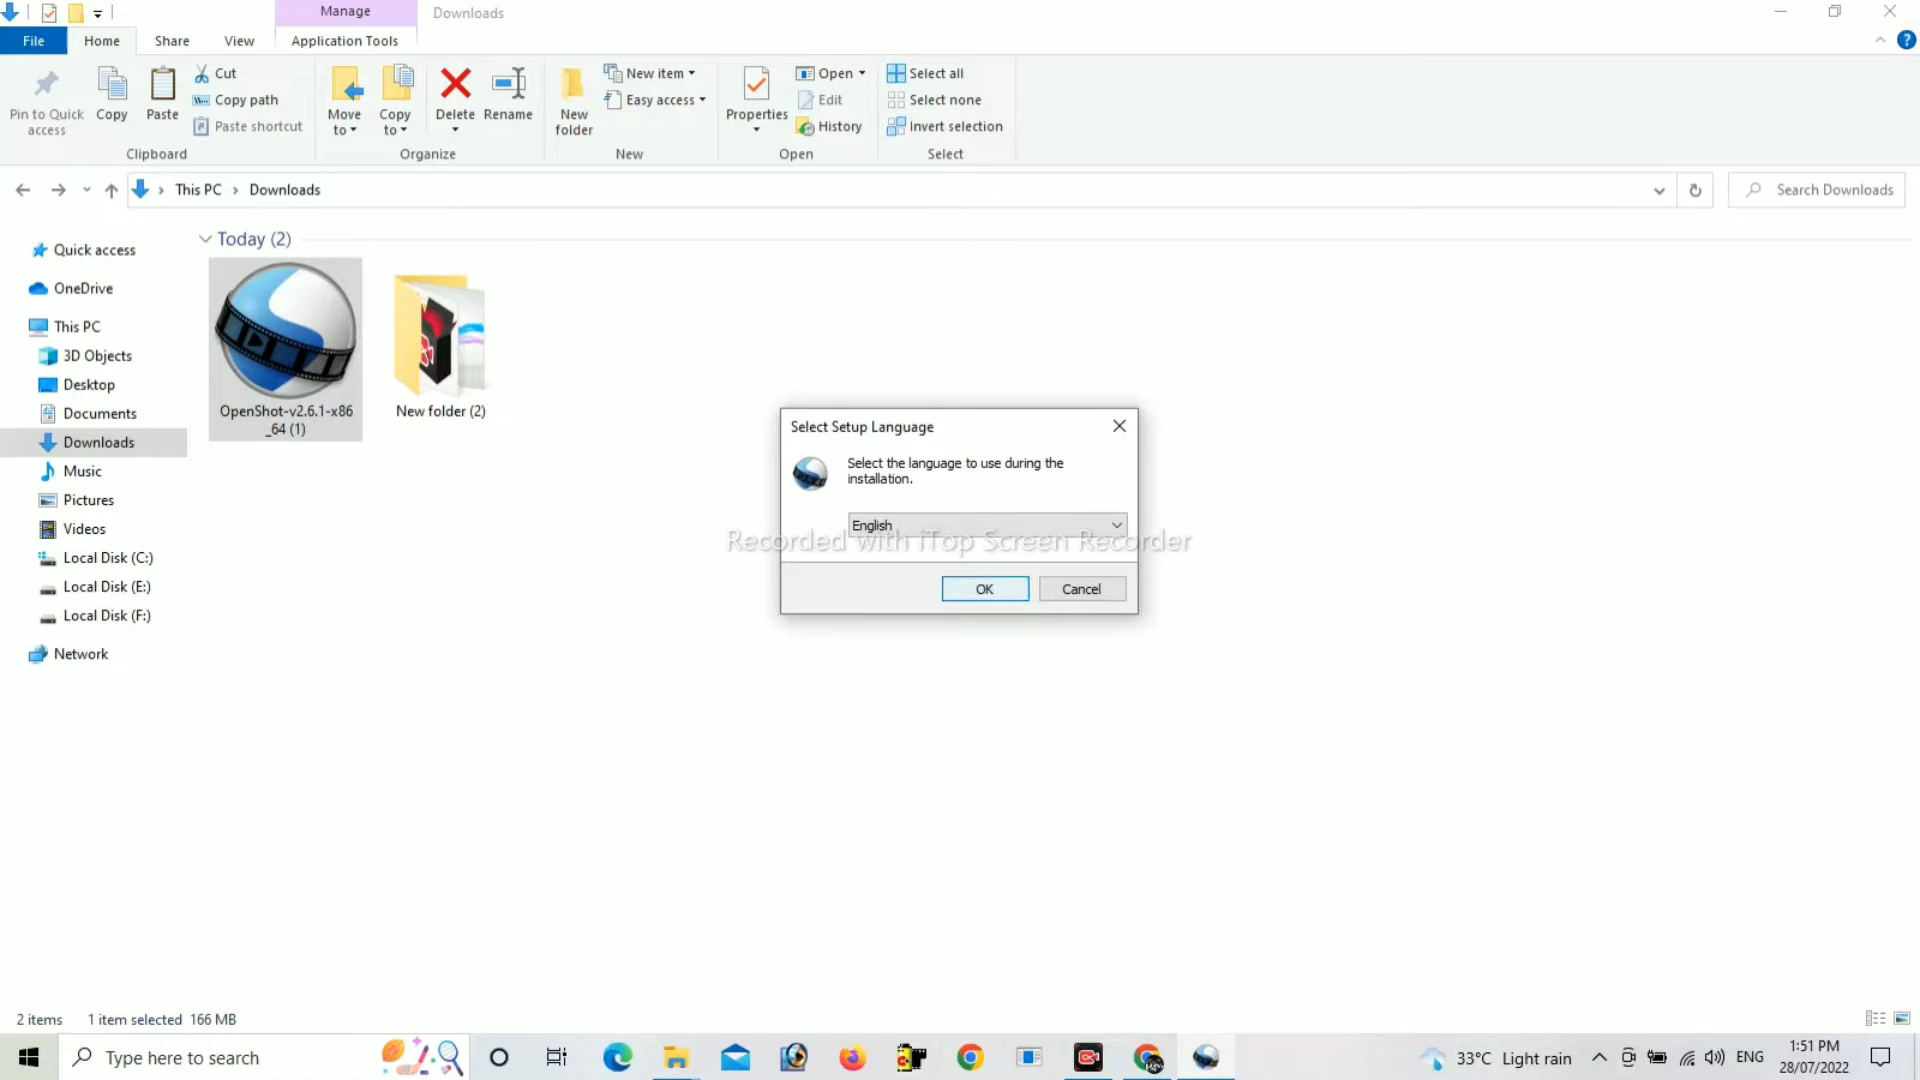 Manage
Downloads
File
Home
Share
View
Application Tools
Pin to Quick
access
Copy
Paste
Cut
Copy path
Paste shortcut
Clipboard
Move
to
Copy
to
Delete
Rename
Organize
New
folder
New item
Easy access
New
Properties
Open
Edit
History
Open
Select all
Select none
Invert selection
Select
This PC
Downloads
Search Downloads
Quick access
OneDrive
This PC
3D Objects
Desktop
Documents
Downloads
Music
Pictures
Videos
Local Disk (C:)
Local Disk (E:)
Local Disk (F:)
Network
Today (2)
OpenShot-v2.6.1-x86
_64 (1)
New folder (2)
Select Setup Language
Select the language to use during the
installation.
English
Recorded with iTop Screen Recorder
OK
Cancel
2 items
1 item selected 166 MB
Type here to search
33°C Light rain
ENG
1:51 PM
28/07/2022